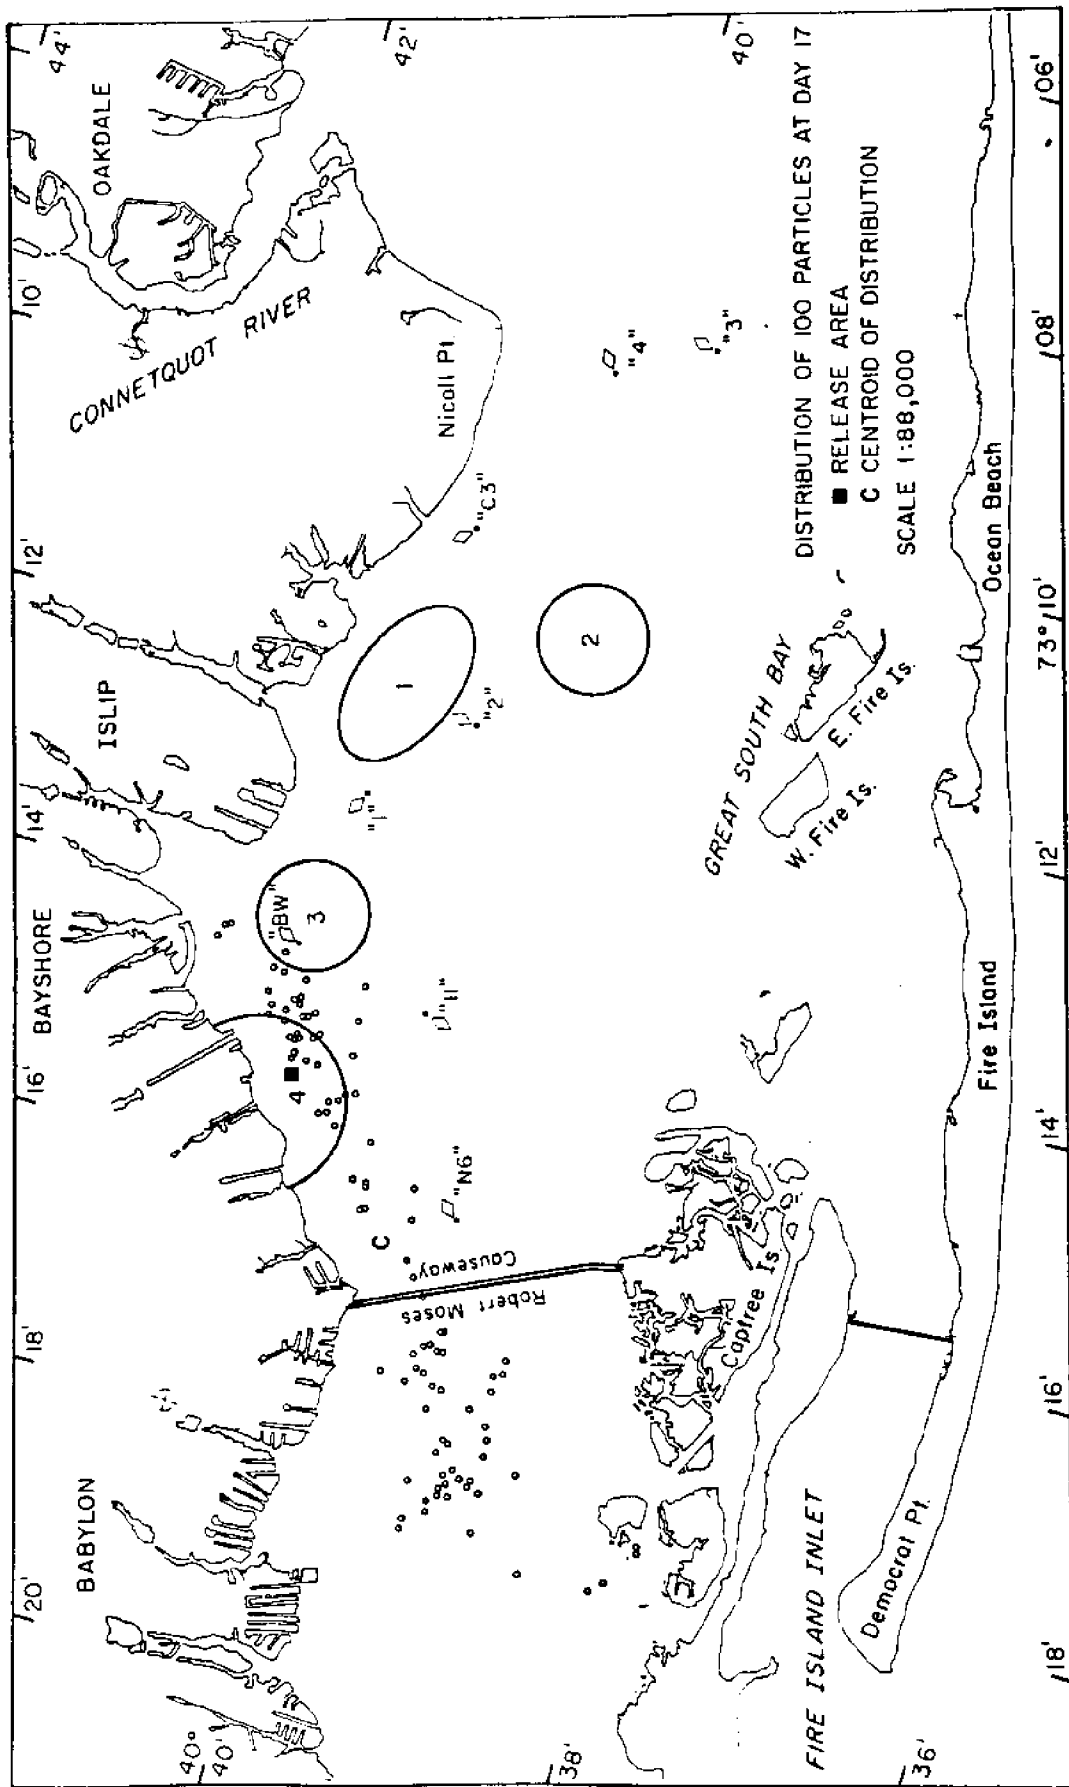 44'
42'
40'
OAKDALE
10'
CONNETQUOT RIVER
Nicoll Pt.
"4"
"3"
"C3"
12'
ISLIP
14'
1
2
"2"
"1"
BAYSHORE
"BW"
3
"11"
16'
4
"N6"
C
Robert Moses
Causeway
18'
BABYLON
20'
40°
40'
38'
36'
DISTRIBUTION OF 100 PARTICLES AT DAY 17
■ RELEASE AREA
C CENTROID OF DISTRIBUTION
SCALE 1:88,000
GREAT SOUTH BAY
E. Fire Is.
W. Fire Is.
Captree Is.
FIRE ISLAND INLET
Democrat Pt.
Fire Island
Ocean Beach
06'
08'
73° 10'
12'
14'
16'
18'